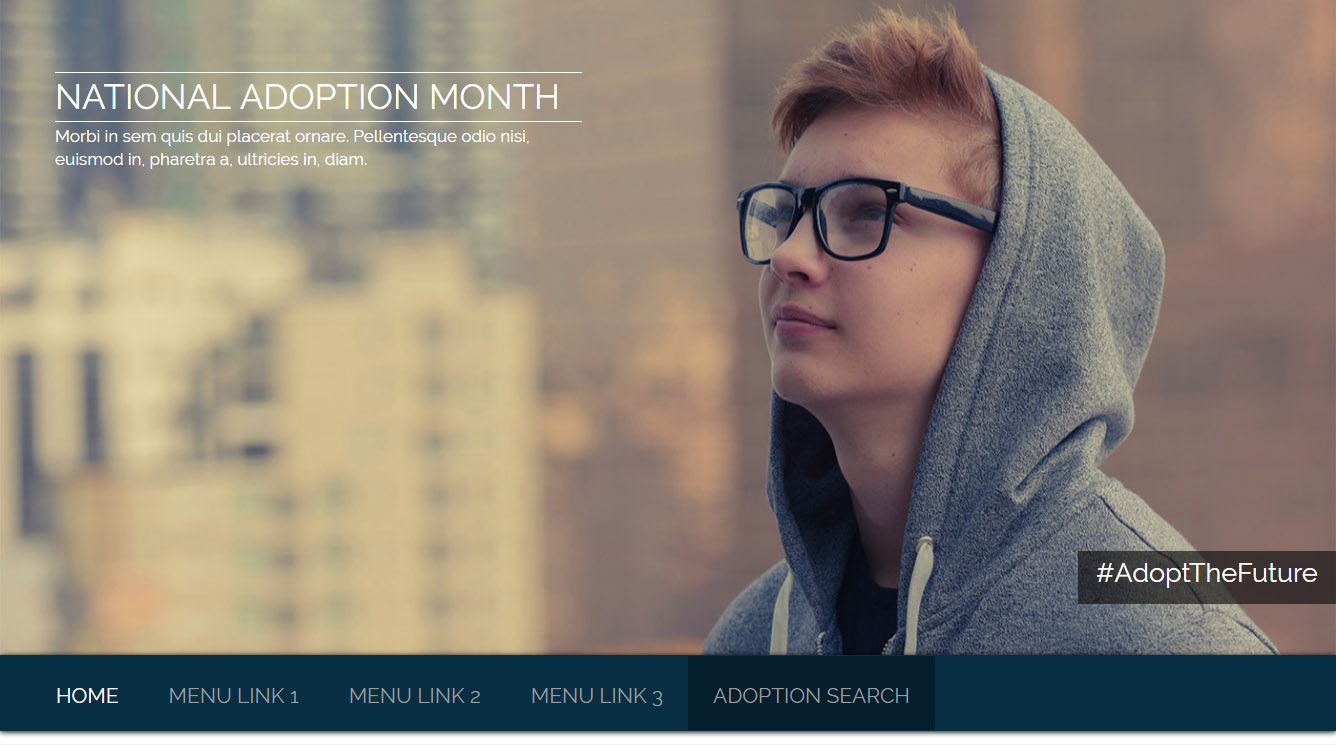 NATIONAL ADOPTION MONTH
Morbi in sem quis dui placerat ornare. Pellentesque odio nisi,
euismod in, pharetra a, ultricies in, diam.
#AdoptTheFuture
HOME MENU LINK 1 MENU LINK 2 MENU LINK 3 ADOPTION SEARCH